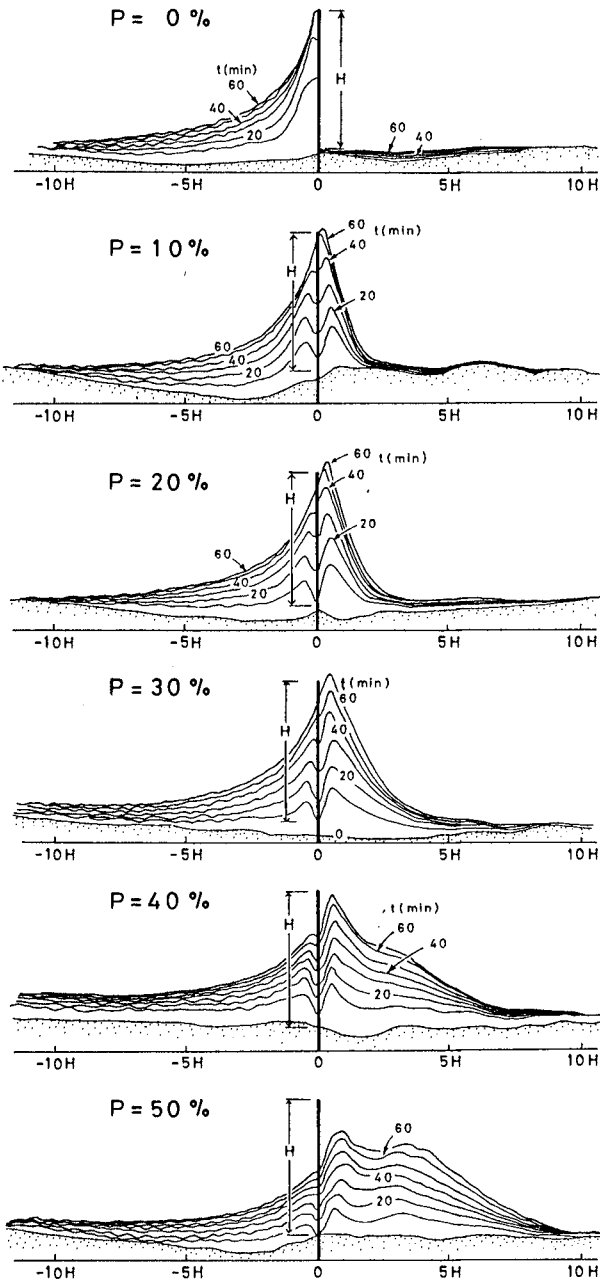 P = 0 %
t(min)
60
40
20
H
60 40
-10H -5H 0 5H 10H
P = 10 %
60 t(min)
40
H
20
60
40
20
-10H -5H 0 5H 10H
P = 20 %
60 t(min)
40
H
20
60
40
20
-10H -5H 0 5H 10H
P = 30 %
t(min)
60
H
40
20
0
-10H -5H 0 5H 10H
P = 40 %
t(min)
60
H
40
20
-10H -5H 0 5H 10H
P = 50 %
60
H
40
20
-10H -5H 0 5H 10H